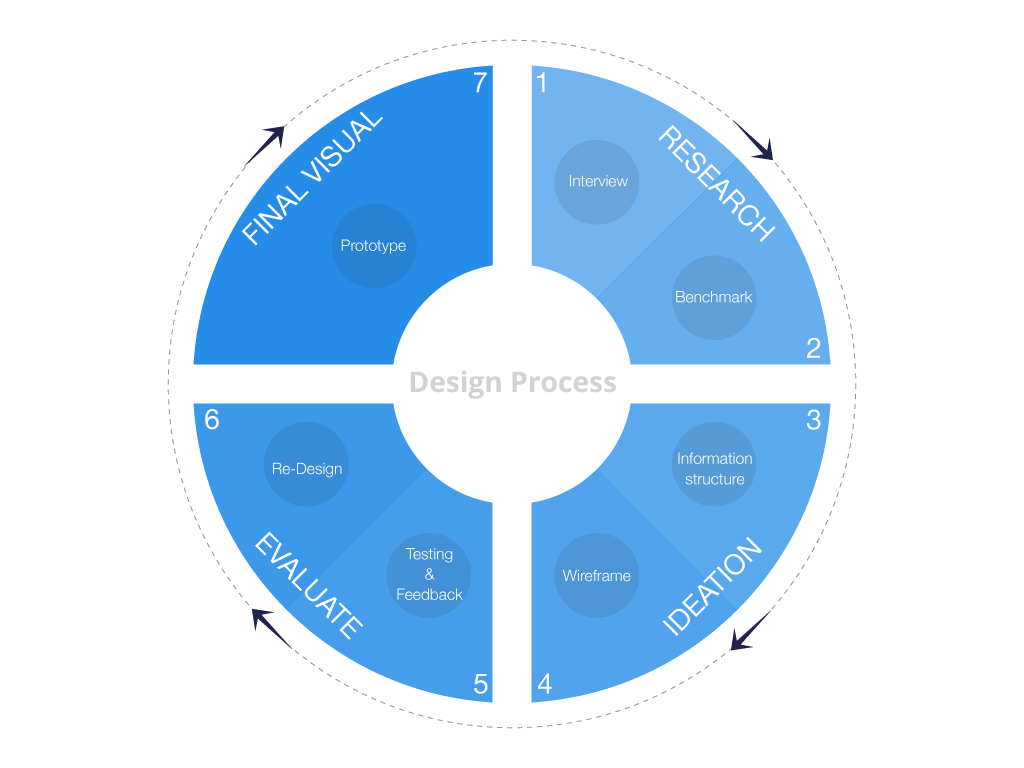 Design Process
1
RESEARCH
Interview
Benchmark
2
3
IDEATION
Information
structure
Wireframe
4
5
EVALUATE
Testing
&
Feedback
Re-Design
6
7
FINAL VISUAL
Prototype